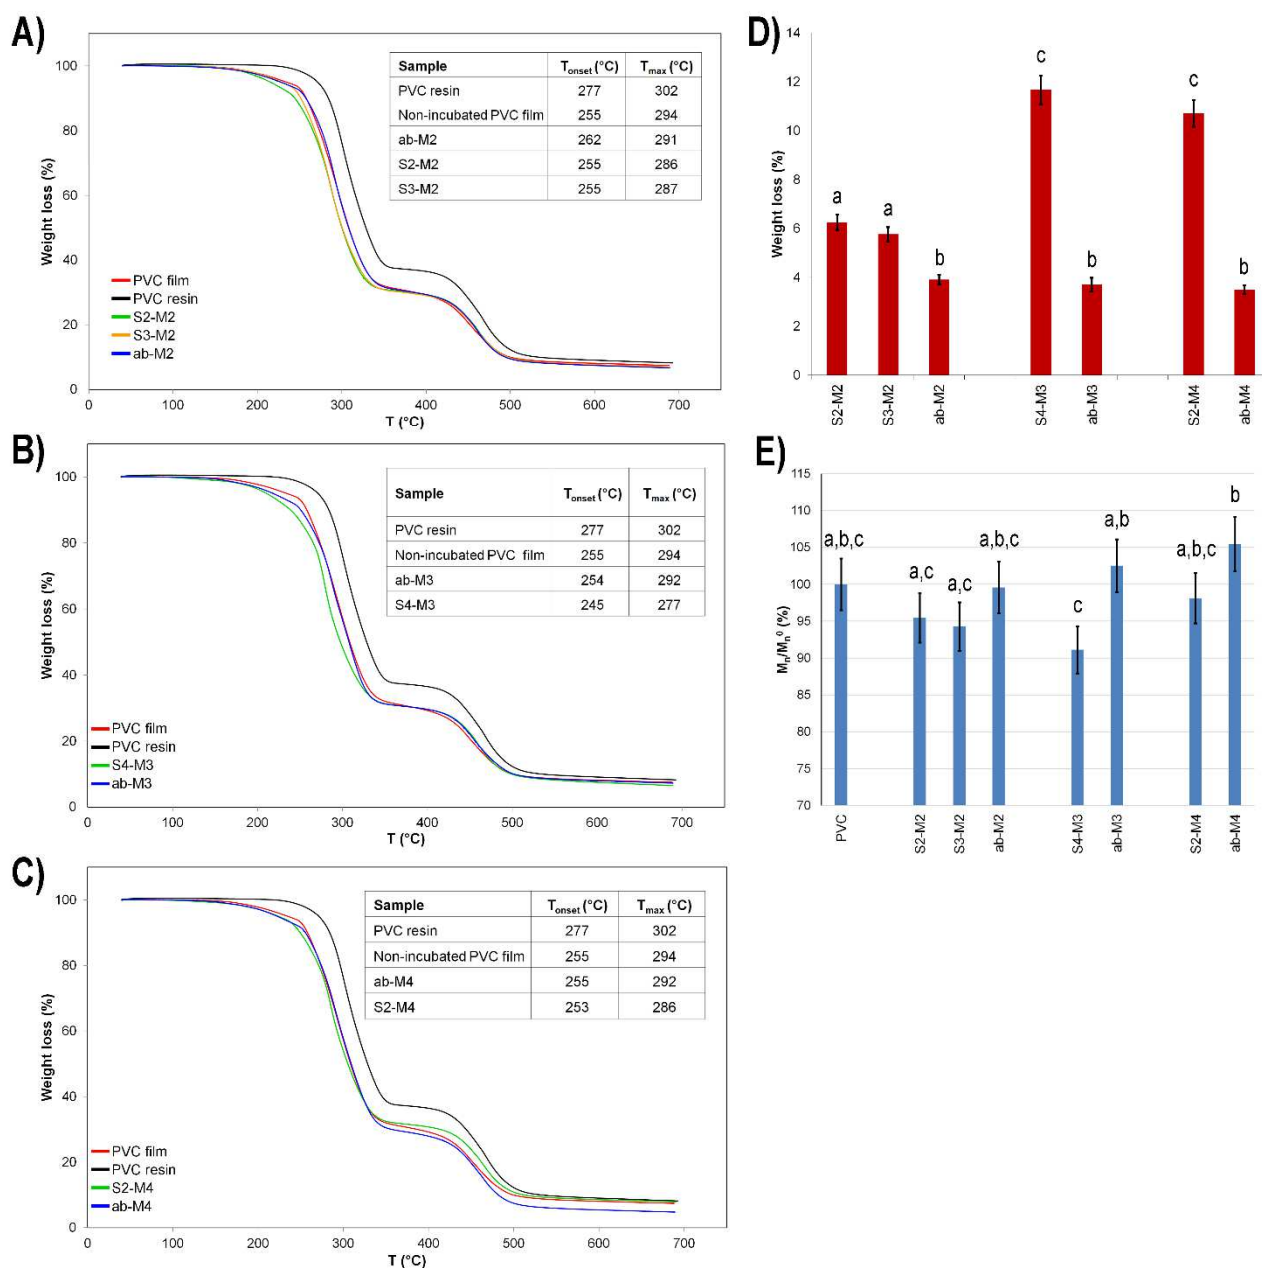 A)
100
80
60
40
20
0
Weight loss (%)
0 100 200 300 400 500 600 700
T (°C)
Sample T_onset (°C) T_max (°C)
PVC resin 277 302
Non-incubated PVC film 255 294
ab-M2 262 291
S2-M2 255 286
S3-M2 255 287
PVC film
PVC resin
S2-M2
S3-M2
ab-M2
B)
100
80
60
40
20
0
Weight loss (%)
0 100 200 300 400 500 600 700
T (°C)
Sample T_onset (°C) T_max (°C)
PVC resin 277 302
Non-incubated PVC film 255 294
ab-M3 254 292
S4-M3 245 277
PVC film
PVC resin
S4-M3
ab-M3
C)
100
80
60
40
20
0
Weight loss (%)
0 100 200 300 400 500 600 700
T (°C)
Sample T_onset (°C) T_max (°C)
PVC resin 277 302
Non-incubated PVC film 255 294
ab-M4 255 292
S2-M4 253 286
PVC film
PVC resin
S2-M4
ab-M4
D)
14
12
10
8
6
4
2
0
Weight loss (%)
a a b c b c b
S2-M2 S3-M2 ab-M2 S4-M3 ab-M3 S2-M4 ab-M4
E)
115
110
105
100
95
90
85
80
75
70
Mn/Mn⁰ (%)
a,b,c a,c a,c a,b,c c a,b a,b,c b
PVC S2-M2 S3-M2 ab-M2 S4-M3 ab-M3 S2-M4 ab-M4